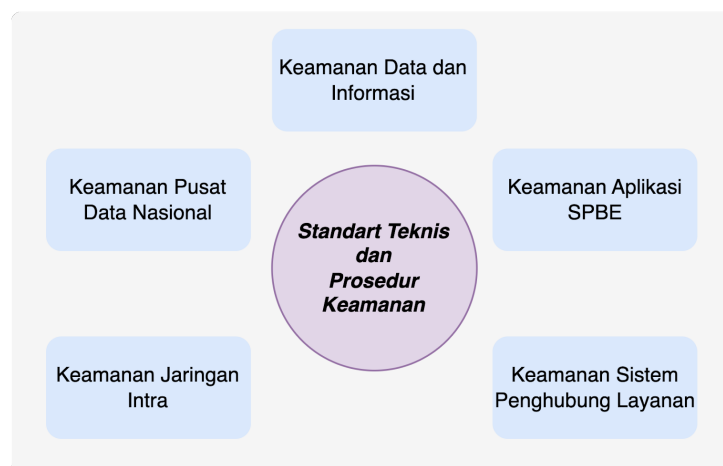 Keamanan Data dan
Informasi
Keamanan Pusat
Data Nasional
Keamanan Aplikasi
SPBE
Standart Teknis
dan
Prosedur
Keamanan
Keamanan Jaringan
Intra
Keamanan Sistem
Penghubung Layanan